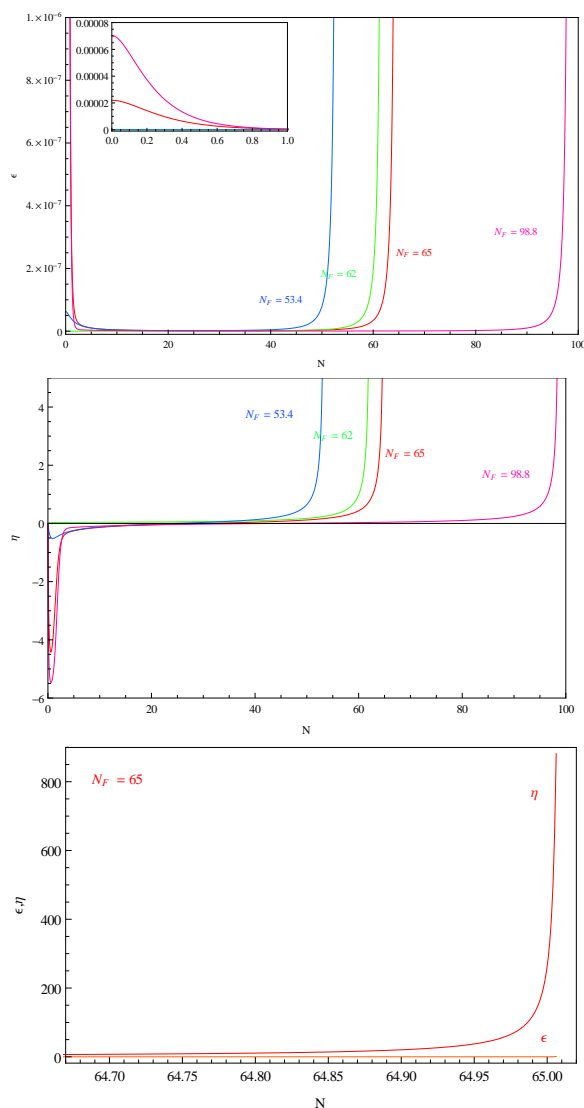 1.×10⁻⁶
8.×10⁻⁷
6.×10⁻⁷
ϵ
4.×10⁻⁷
2.×10⁻⁷
0
0.00008
0.00006
0.00004
0.00002
0
0.0 0.2 0.4 0.6 0.8 1.0
N_F = 98.8
N_F = 65
N_F = 62
N_F = 53.4
0 20 40 60 80 100
N
4
2
0
η
−2
−4
−6
N_F = 53.4
N_F = 62
N_F = 65
N_F = 98.8
0 20 40 60 80 100
N
N_F = 65
800
600
ϵ,η
400
200
0
η
ϵ
64.70 64.75 64.80 64.85 64.90 64.95 65.00
N